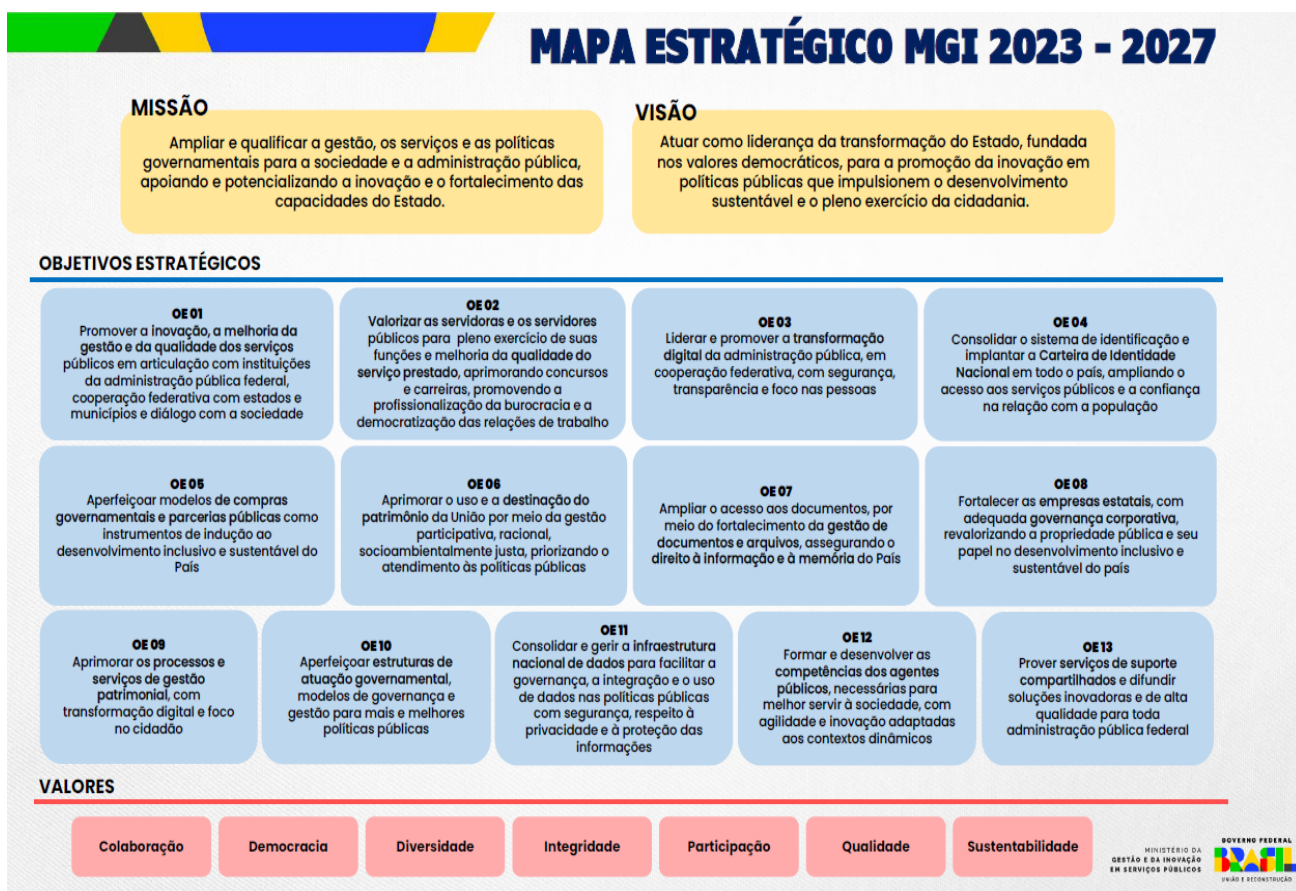 MAPA ESTRATÉGICO MGI 2023 - 2027
MISSÃO
Ampliar e qualificar a gestão, os serviços e as políticas
governamentais para a sociedade e a administração pública,
apoiando e potencializando a inovação e o fortalecimento das
capacidades do Estado.
VISÃO
Atuar como liderança da transformação do Estado, fundada
nos valores democráticos, para a promoção da inovação em
políticas públicas que impulsionem o desenvolvimento
sustentável e o pleno exercício da cidadania.
OBJETIVOS ESTRATÉGICOS
OE 01
Promover a inovação, a melhoria da
gestão e da qualidade dos serviços
públicos em articulação com instituições
da administração pública federal,
cooperação federativa com estados e
municípios e diálogo com a sociedade
OE 02
Valorizar as servidoras e os servidores
públicos para pleno exercício de suas
funções e melhoria da qualidade do
serviço prestado, aprimorando concursos
e carreiras, promovendo a
profissionalização da burocracia e a
democratização das relações de trabalho
OE 03
Liderar e promover a transformação
digital da administração pública, em
cooperação federativa, com segurança,
transparência e foco nas pessoas
OE 04
Consolidar o sistema de identificação e
implantar a Carteira de Identidade
Nacional em todo o país, ampliando o
acesso aos serviços públicos e a confiança
na relação com a população
OE 05
Aperfeiçoar modelos de compras
governamentais e parcerias públicas como
instrumentos de indução ao
desenvolvimento inclusivo e sustentável do
País
OE 06
Aprimorar o uso e a destinação do
patrimônio da União por meio da gestão
participativa, racional,
socioambientalmente justa, priorizando o
atendimento às políticas públicas
OE 07
Ampliar o acesso aos documentos, por
meio do fortalecimento da gestão de
documentos e arquivos, assegurando o
direito à informação e à memória do País
OE 08
Fortalecer as empresas estatais, com
adequada governança corporativa,
revalorizando a propriedade pública e seu
papel no desenvolvimento inclusivo e
sustentável do país
OE 09
Aprimorar os processos e
serviços de gestão
patrimonial, com
transformação digital e foco
no cidadão
OE 10
Aperfeiçoar estruturas de
atuação governamental,
modelos de governança e
gestão para mais e melhores
políticas públicas
OE 11
Consolidar e gerir a infraestrutura
nacional de dados para facilitar a
governança, a integração e o uso
de dados nas políticas públicas
com segurança, respeito à
privacidade e à proteção das
informações
OE 12
Formar e desenvolver as
competências dos agentes
públicos, necessárias para
melhor servir à sociedade, com
agilidade e inovação adaptadas
aos contextos dinâmicos
OE 13
Prover serviços de suporte
compartilhados e difundir
soluções inovadoras e de alta
qualidade para toda
administração pública federal
VALORES
Colaboração
Democracia
Diversidade
Integridade
Participação
Qualidade
Sustentabilidade
MINISTÉRIO DA
GESTÃO E DA INOVAÇÃO
EM SERVIÇOS PÚBLICOS
GOVERNO FEDERAL
BRASIL
UNIÃO E RECONSTRUÇÃO